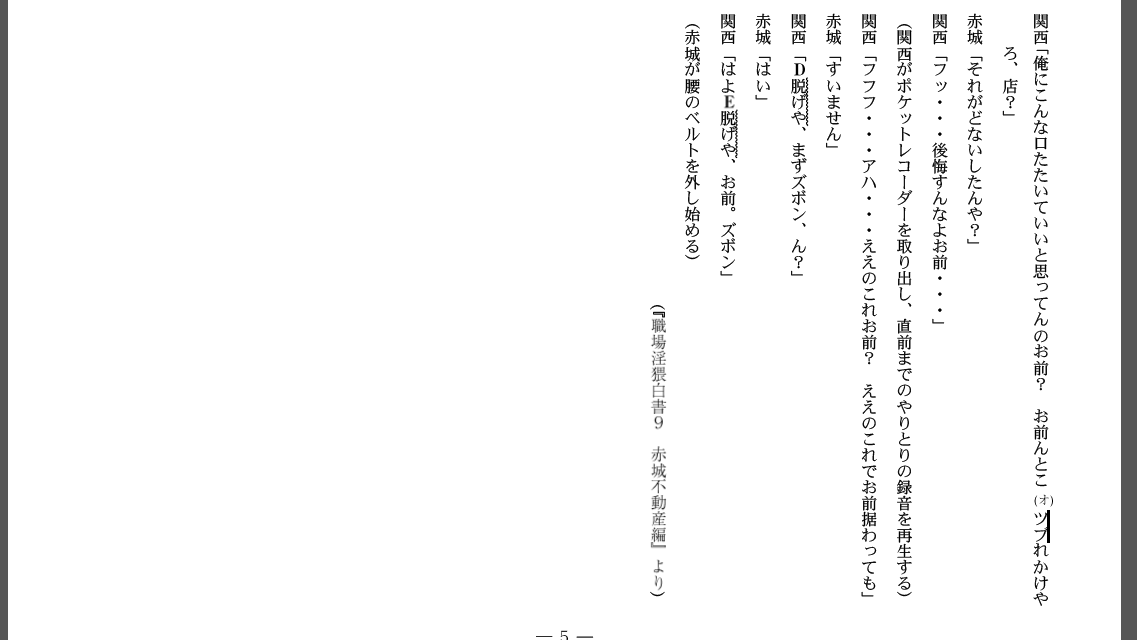 関西「俺にこんな口たたいていいと思ってんのお前？　お前んとこ(オ)ツブれかけや
ろ、店？」
赤城「それがどないしたんや？」
関西「フッ・・・後悔すんなよお前・・・」
(関西がポケットレコーダーを取り出し、直前までのやりとりの録音を再生する)
関西「フフフ・・・アハ・・・ええのこれお前？　ええのこれでお前据わっても」
赤城「すいません」
関西「D脱げや、まずズボン、ん？」
赤城「はい」
関西「はよE脱げや、お前。ズボン」
(赤城が腰のベルトを外し始める)
(『職場淫猥白書９　赤城不動産編』より)
― 5 ―